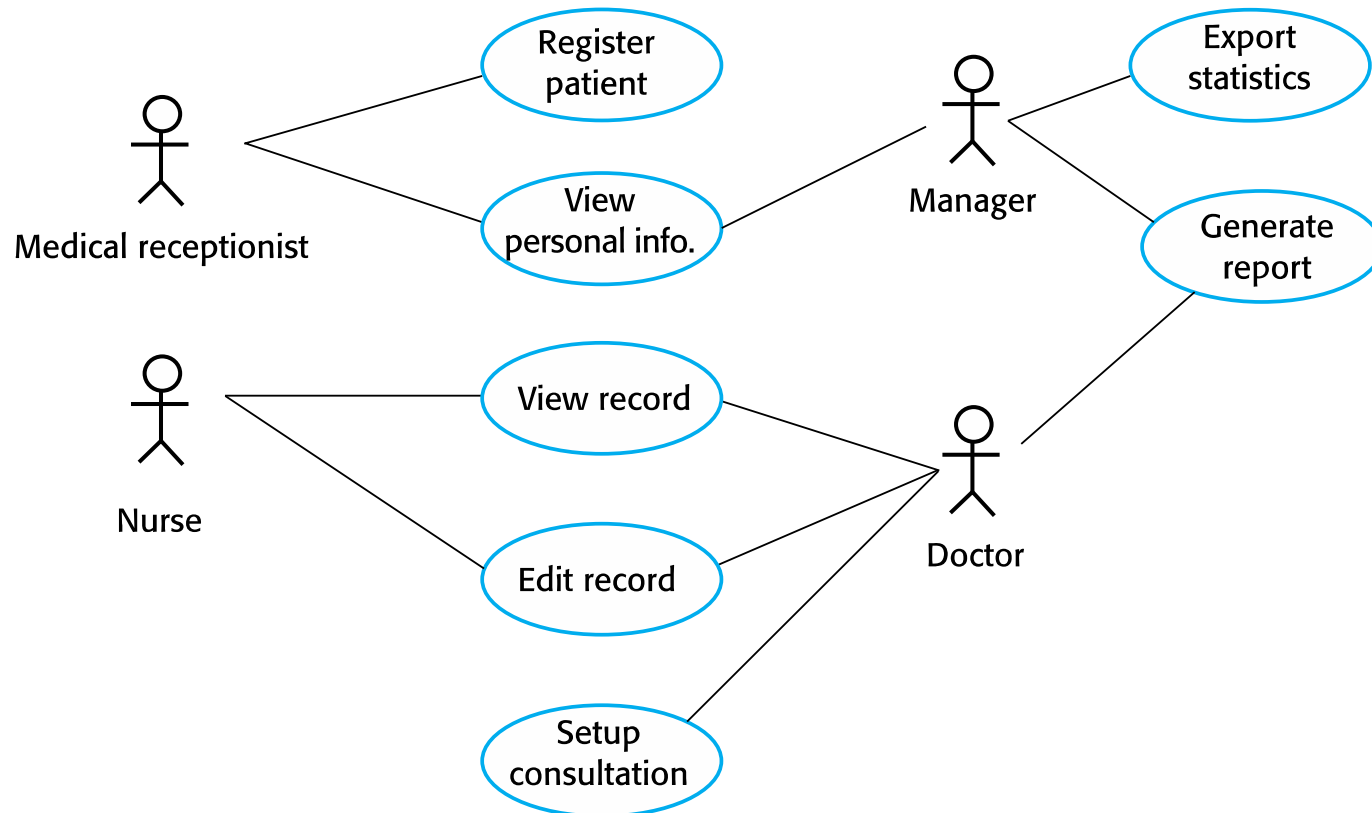 Register
patient
Export
statistics
Medical receptionist
View
personal info.
Manager
Generate
report
Nurse
View record
Edit record
Doctor
Setup
consultation